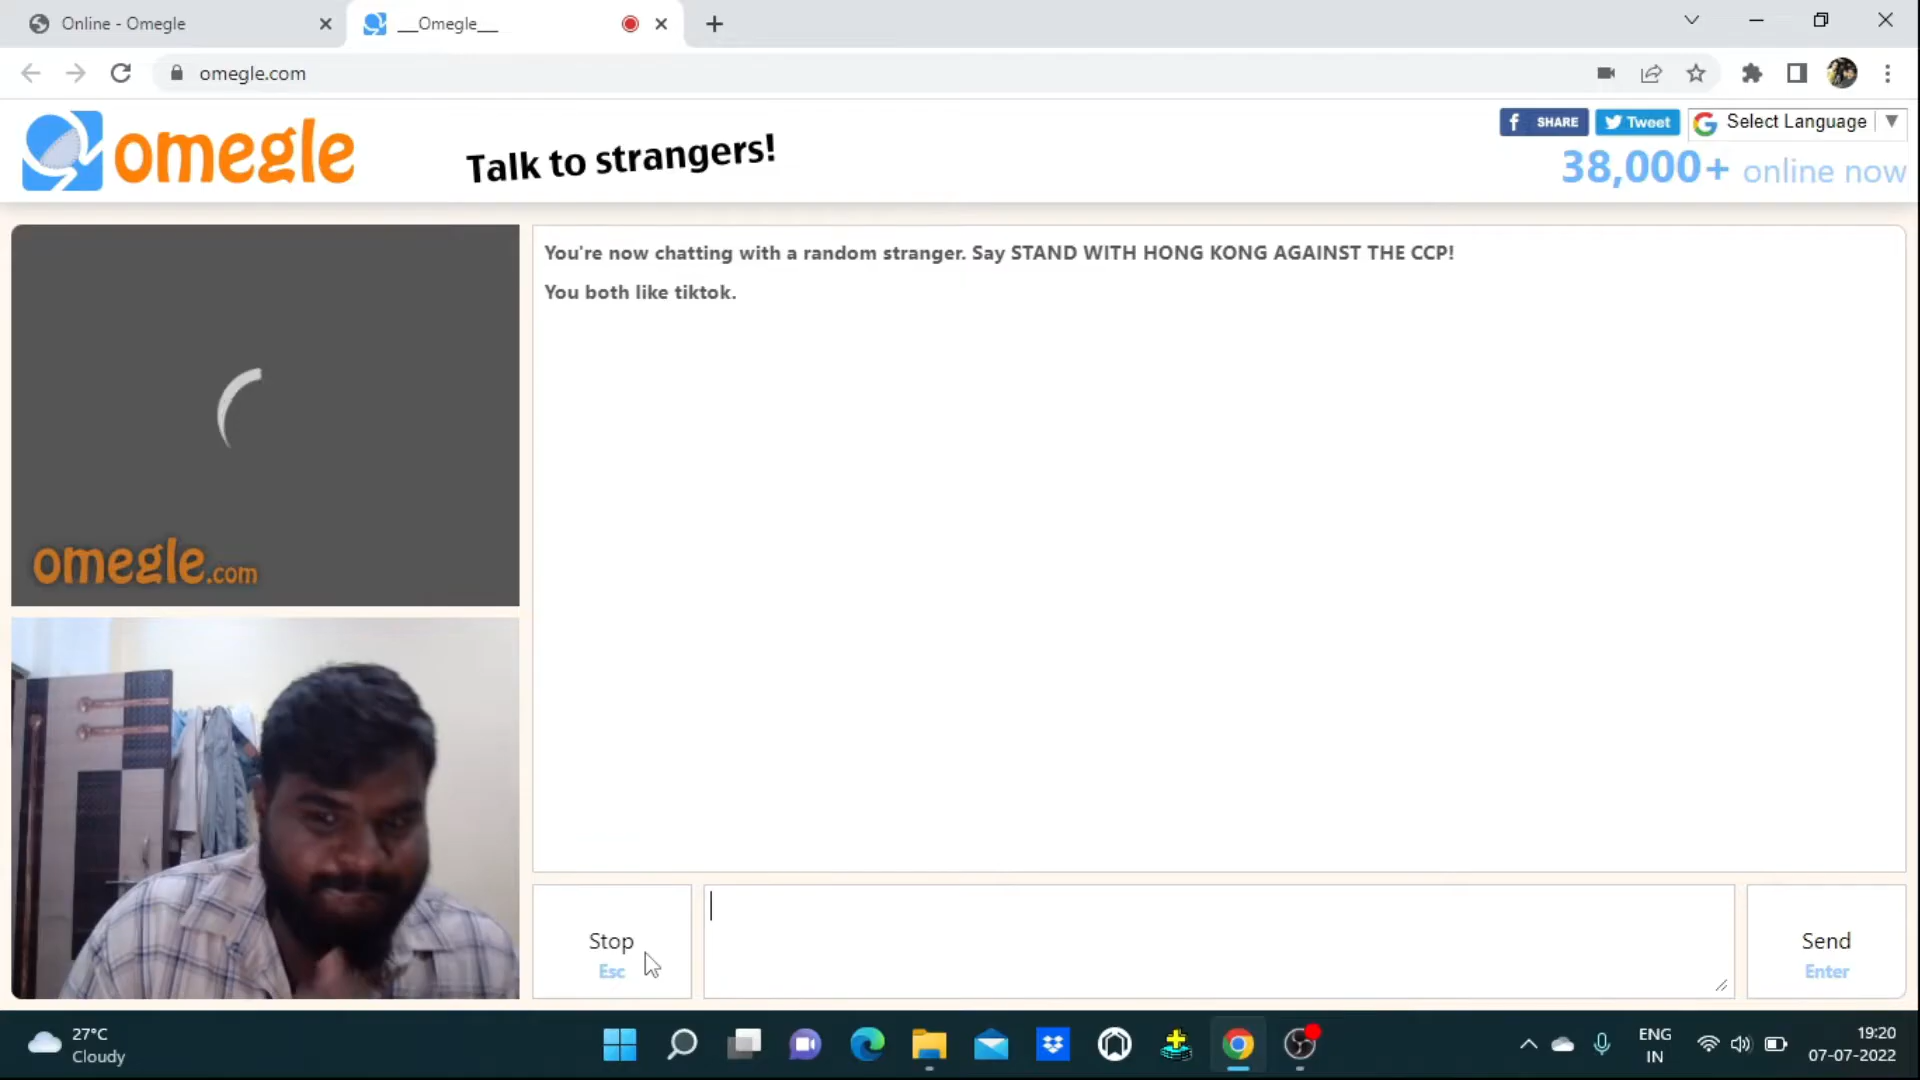 Online - Omegle
__Omegle__
omegle.com
omegle
Talk to strangers!
SHARE
Tweet
Select Language
38,000+ online now
You're now chatting with a random stranger. Say STAND WITH HONG KONG AGAINST THE CCP!
You both like tiktok.
omegle.com
Stop
Esc
Send
Enter
27°C
Cloudy
ENG
IN
19:20
07-07-2022